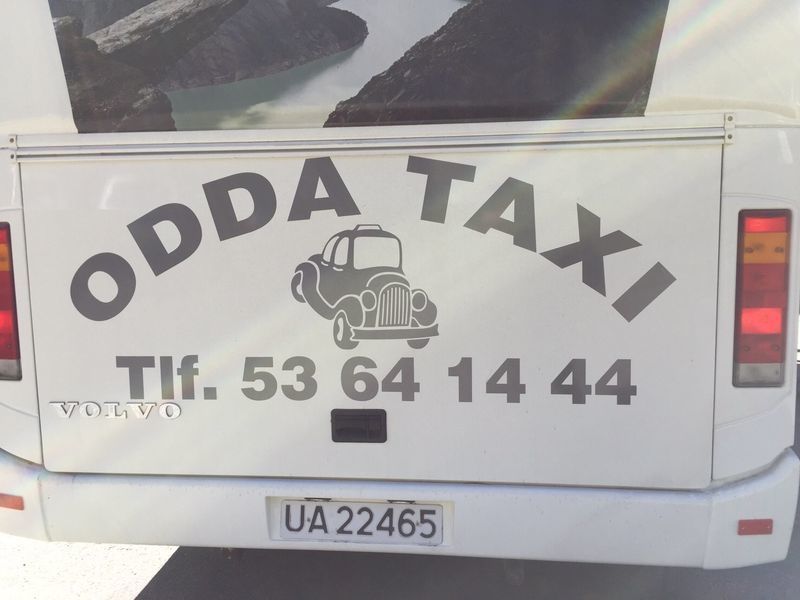 ODDA TAXI
Tlf. 53 64 14 44
VOLVO
UA 22465